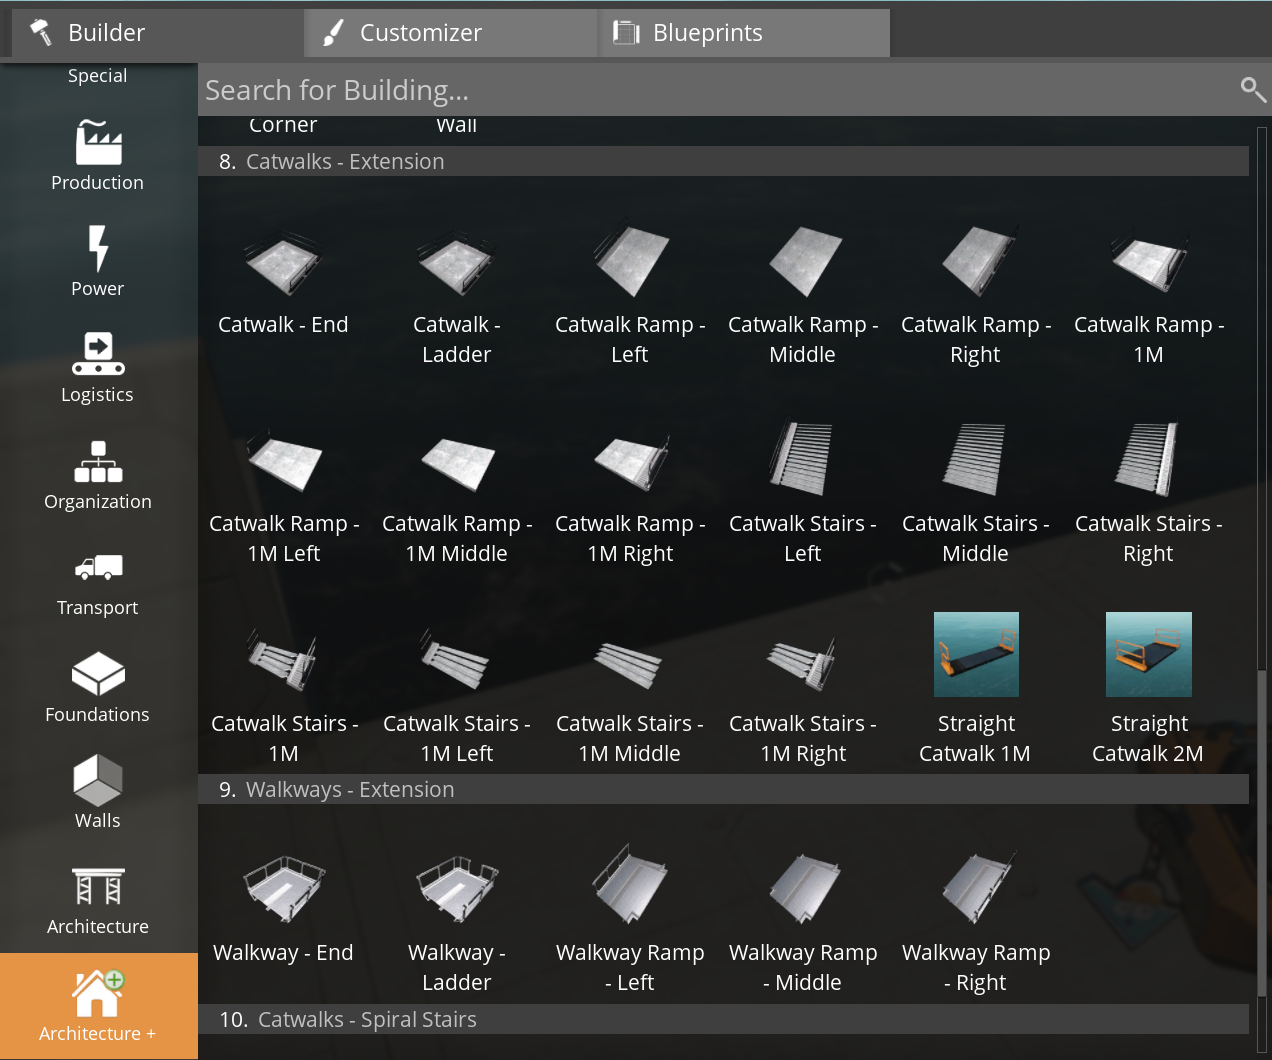 Builder
Customizer
Blueprints
Special
Production
Power
Logistics
Organization
Transport
Foundations
Walls
Architecture
Architecture +
Search for Building...
Corner
Wall
8. Catwalks - Extension
Catwalk - End
Catwalk -
Ladder
Catwalk Ramp -
Left
Catwalk Ramp -
Middle
Catwalk Ramp -
Right
Catwalk Ramp -
1M
Catwalk Ramp -
1M Left
Catwalk Ramp -
1M Middle
Catwalk Ramp -
1M Right
Catwalk Stairs -
Left
Catwalk Stairs -
Middle
Catwalk Stairs -
Right
Catwalk Stairs -
1M
Catwalk Stairs -
1M Left
Catwalk Stairs -
1M Middle
Catwalk Stairs -
1M Right
Straight
Catwalk 1M
Straight
Catwalk 2M
9. Walkways - Extension
Walkway - End
Walkway -
Ladder
Walkway Ramp
- Left
Walkway Ramp
- Middle
Walkway Ramp
- Right
10. Catwalks - Spiral Stairs